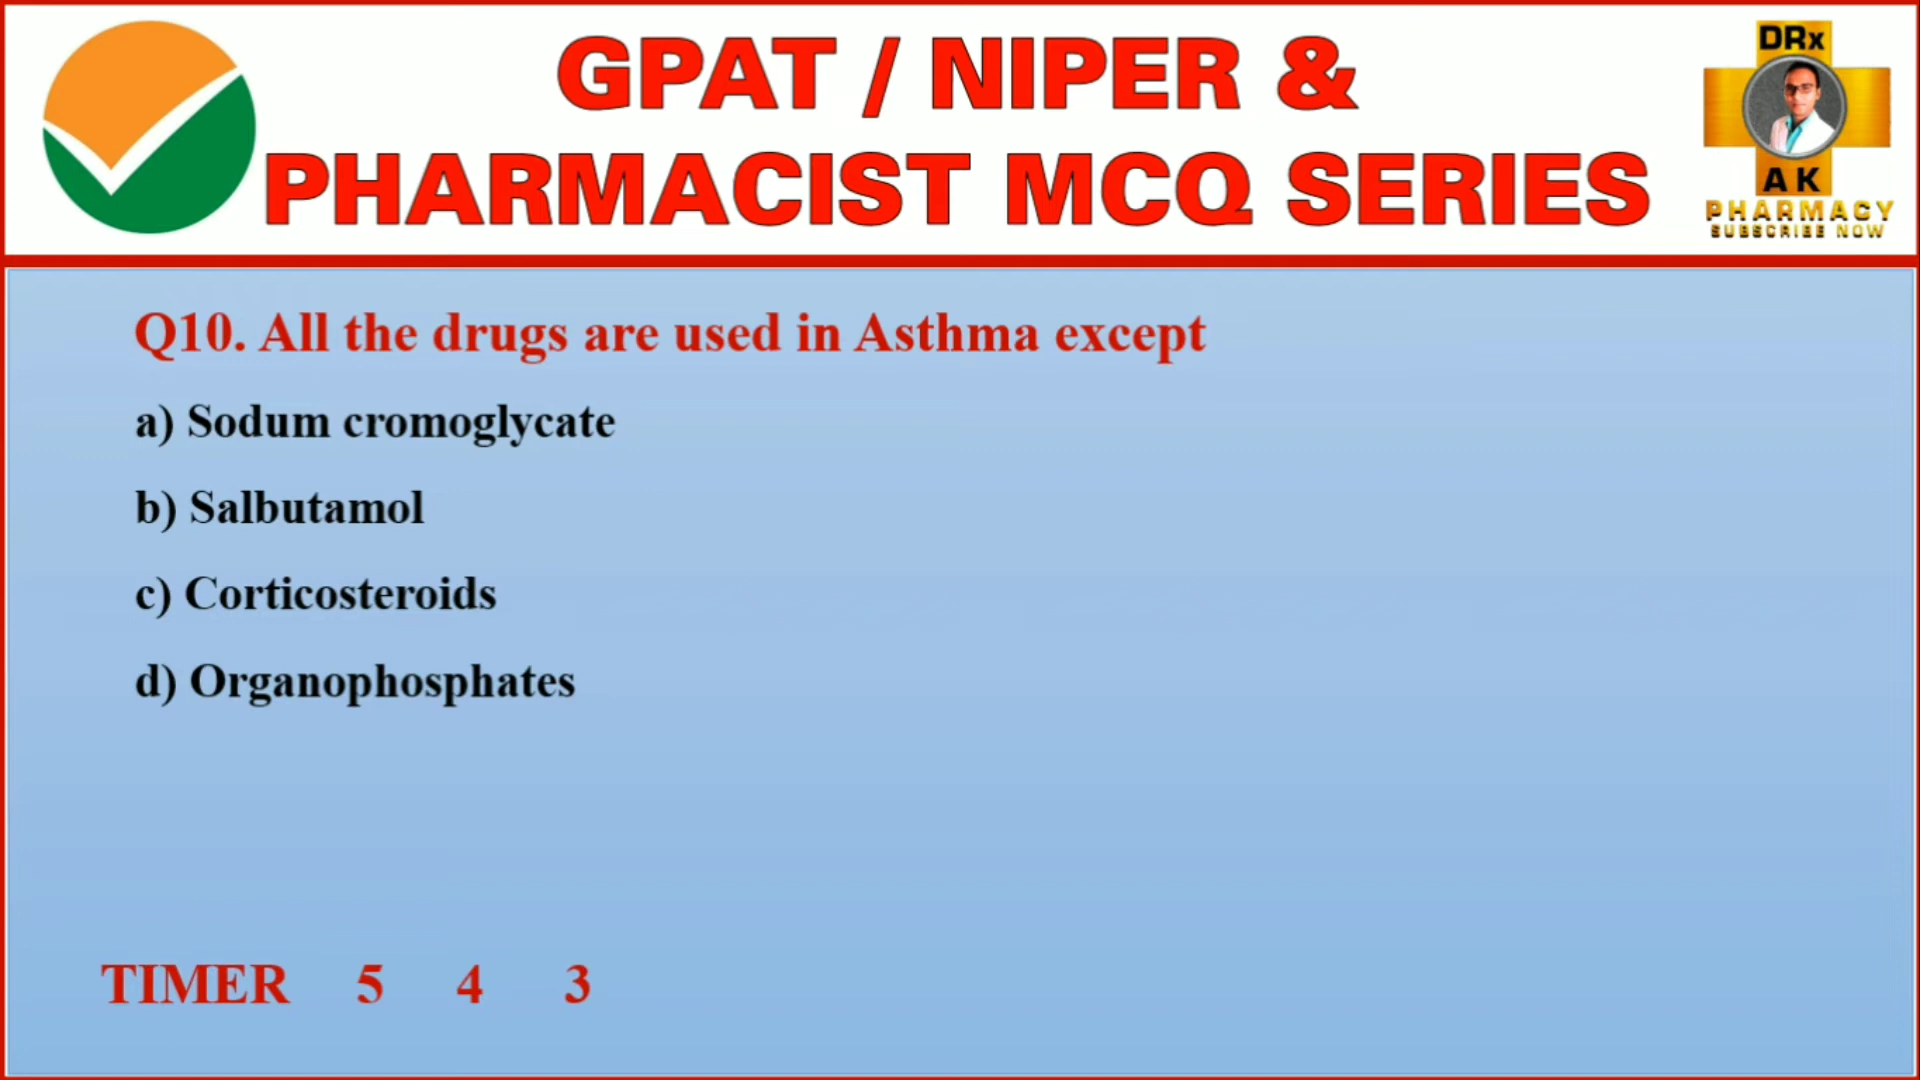 GPAT / NIPER &
PHARMACIST MCQ SERIES
DRx
AK
PHARMACY
SUBSCRIBE NOW
Q10. All the drugs are used in Asthma except
a) Sodum cromoglycate
b) Salbutamol
c) Corticosteroids
d) Organophosphates
TIMER 5 4 3